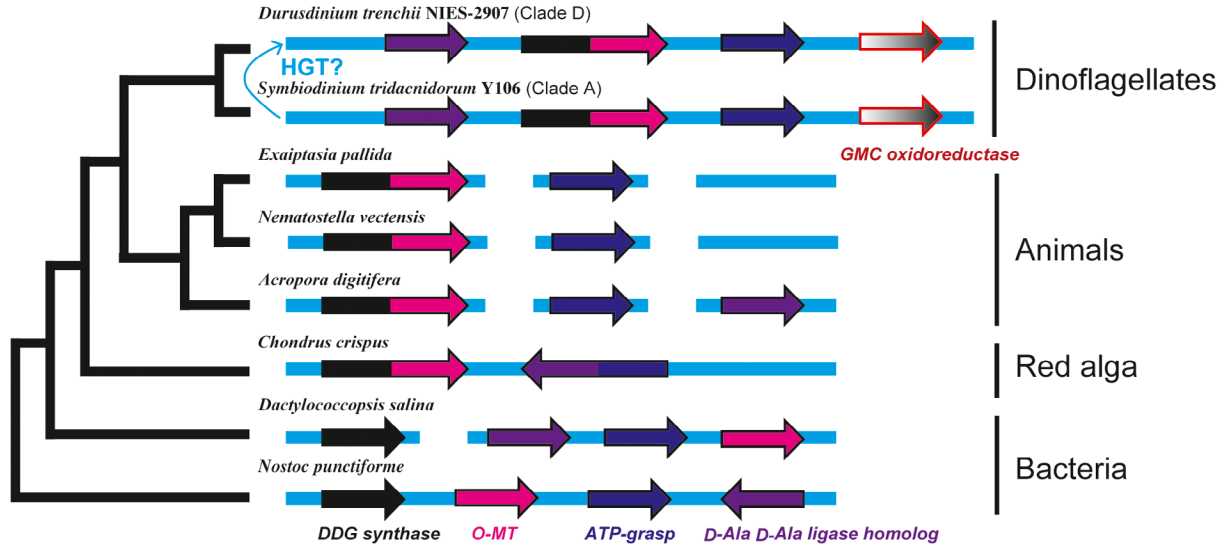 Durusdinium trenchii NIES-2907 (Clade D)
HGT?
Symbiodinium tridacnidorum Y106 (Clade A)
Dinoflagellates
GMC oxidoreductase
Exaiptasia pallida
Nematostella vectensis
Animals
Acropora digitifera
Chondrus crispus
Red alga
Dactylococcopsis salina
Nostoc punctiforme
Bacteria
DDG synthase O-MT ATP-grasp D-Ala D-Ala ligase homolog